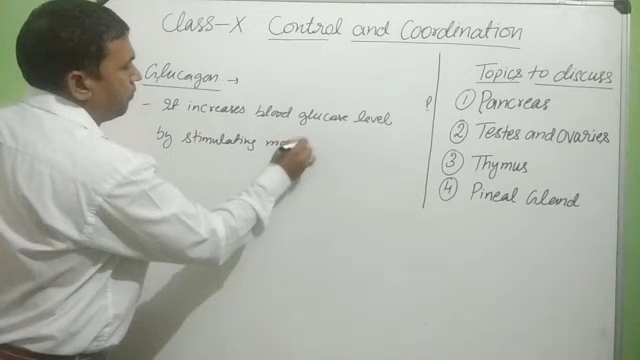 Class-X Control and Coordination
Glucagon →
- It increases blood glucose level
by stimulating
Topics to discuss
① Pancreas
② Testes and ovaries
③ Thymus
④ Pineal Gland